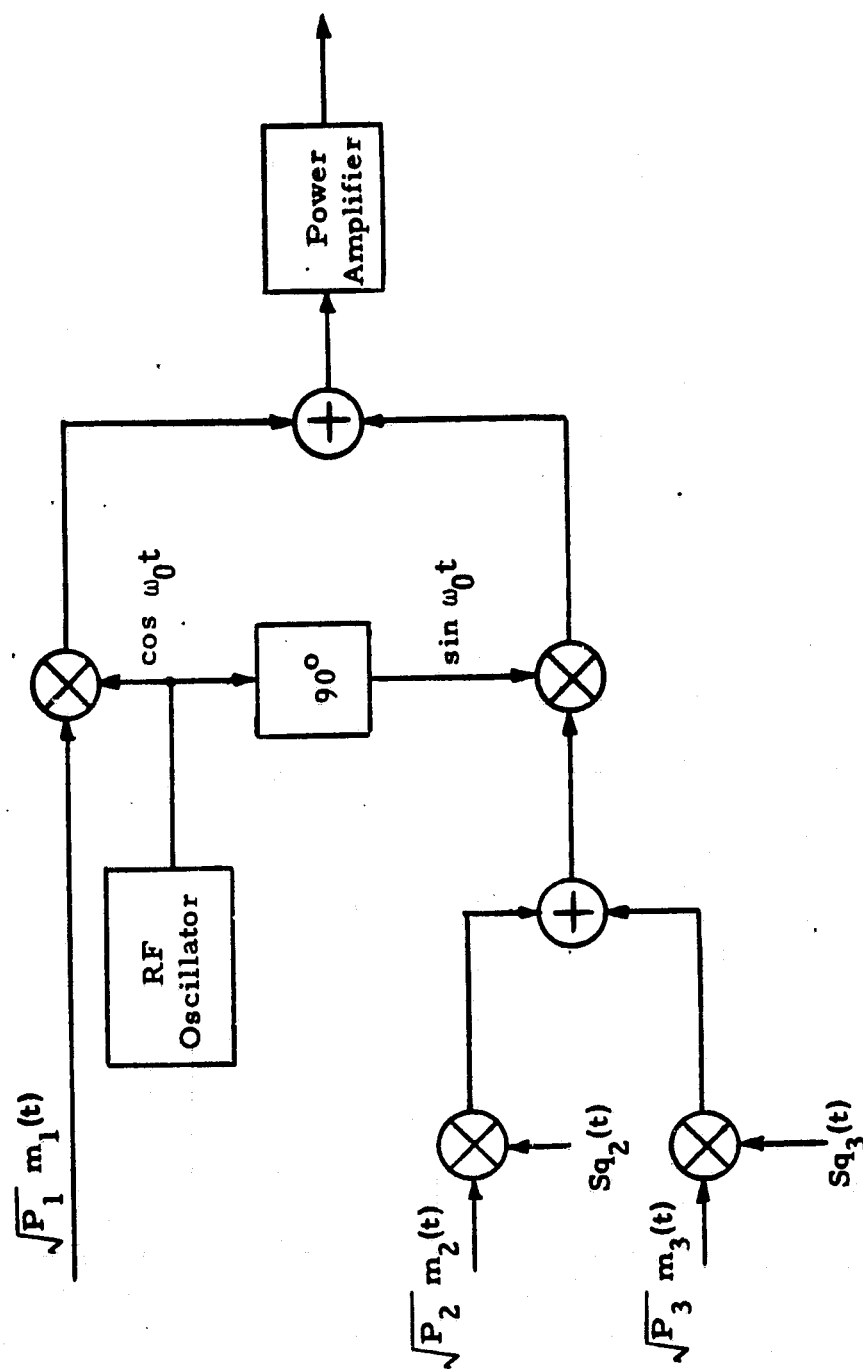 √P₁ m₁(t)
RF
Oscillator
cos ω₀t
90°
sin ω₀t
Power
Amplifier
√P₂ m₂(t)
Sq₂(t)
√P₃ m₃(t)
Sq₃(t)